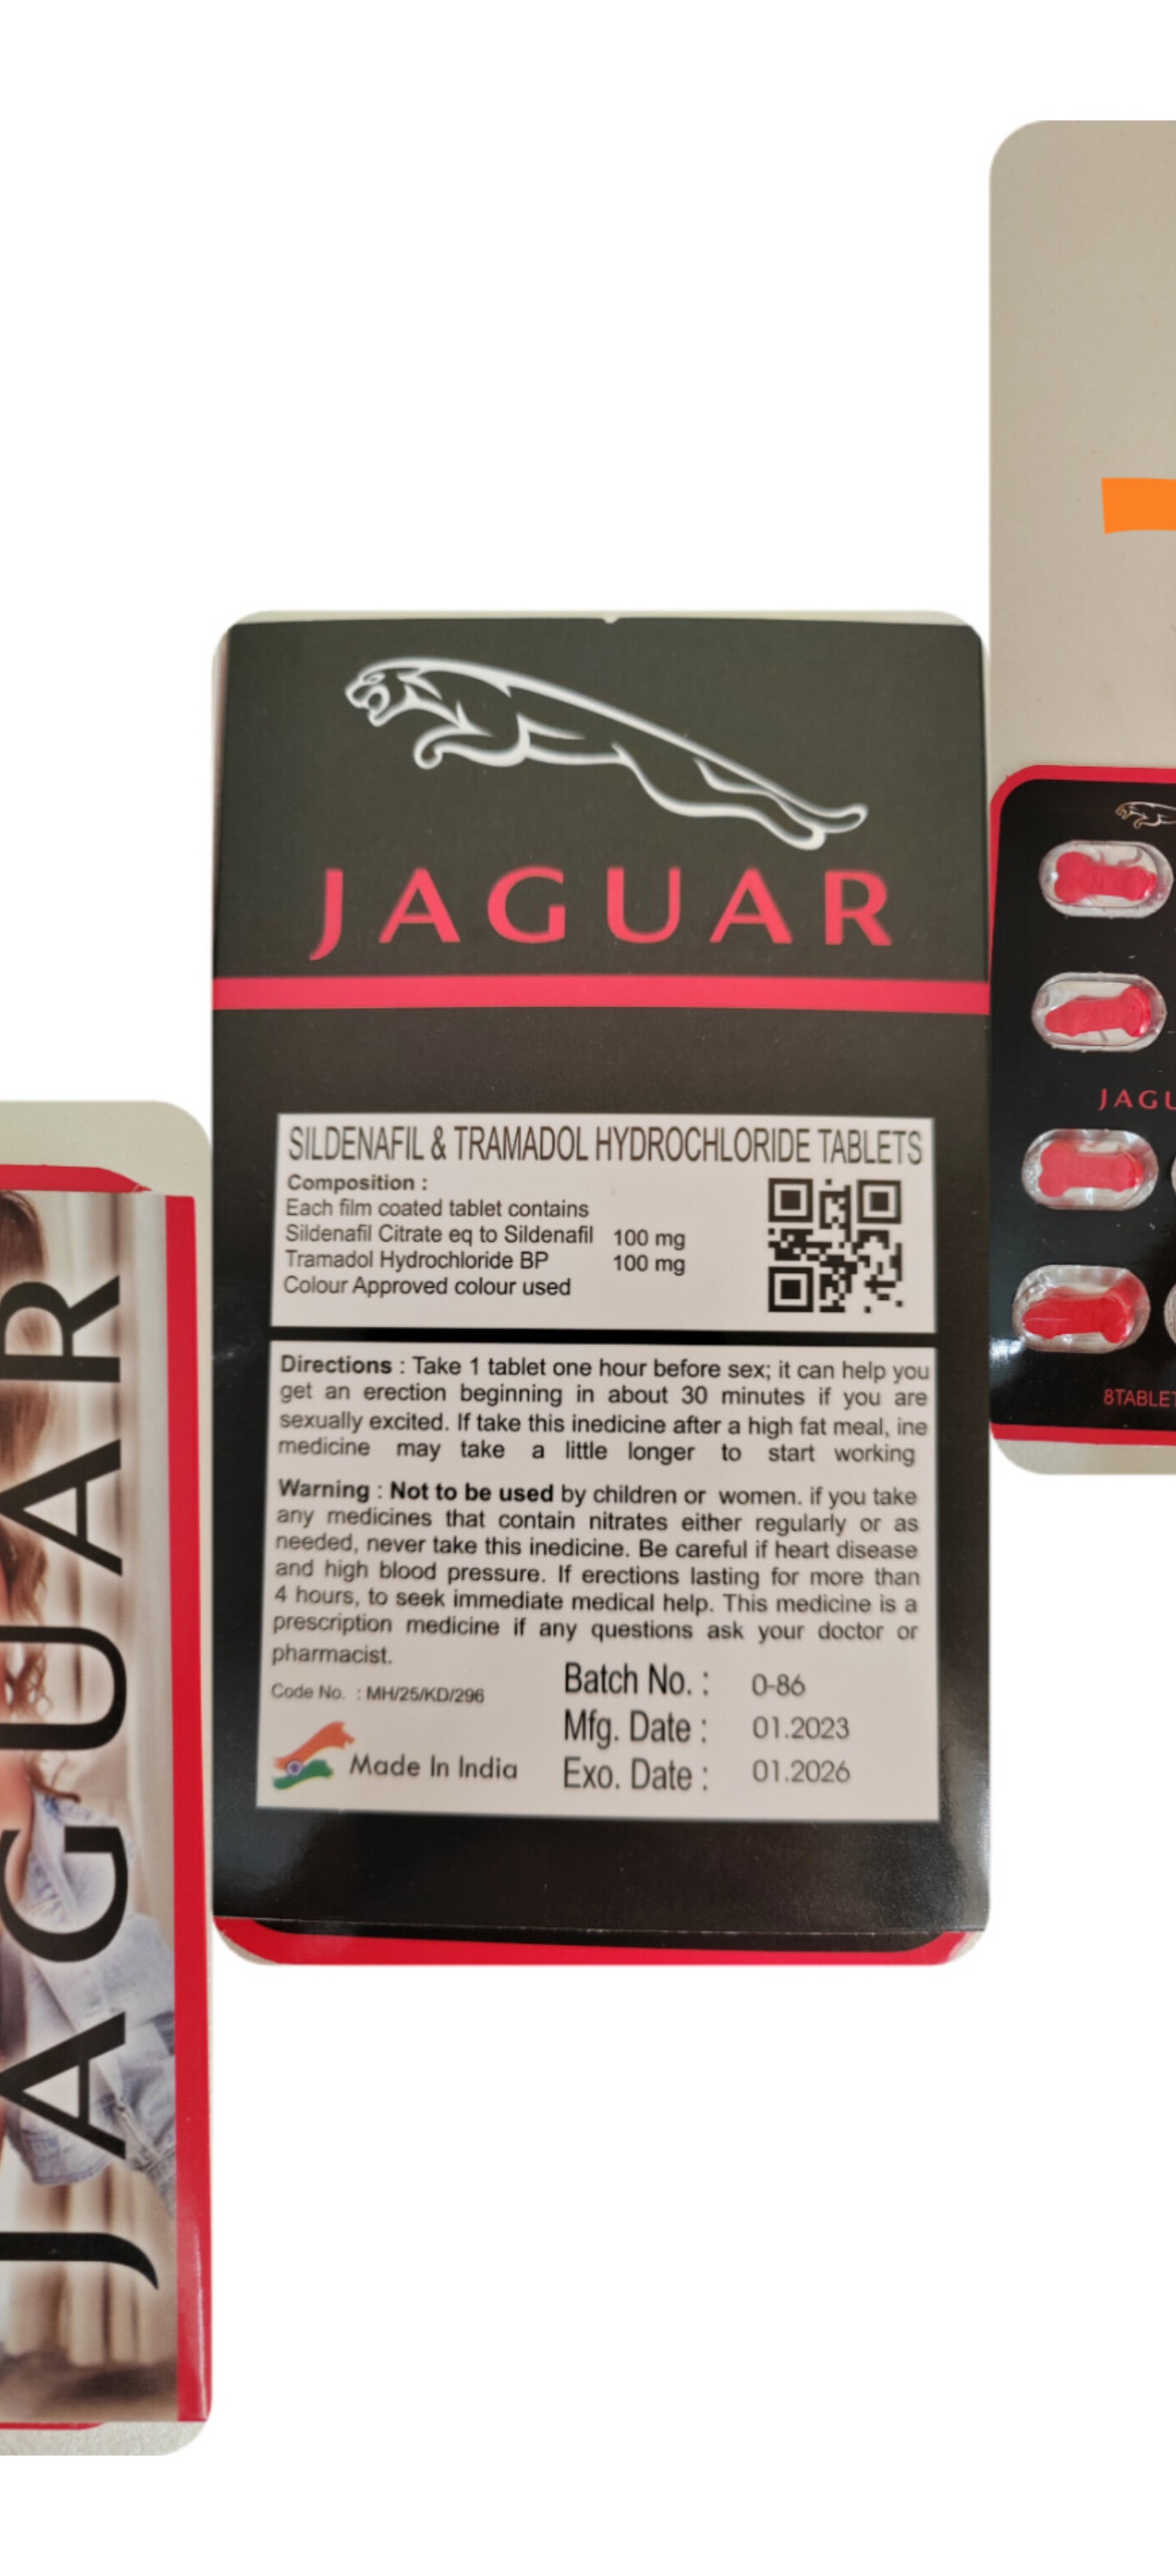 JAGUAR
JAGUAR
SILDENAFIL & TRAMADOL HYDROCHLORIDE TABLETS
Composition :
Each film coated tablet contains
Sildenafil Citrate eq to Sildenafil 100 mg
Tramadol Hydrochloride BP 100 mg
Colour Approved colour used
Directions : Take 1 tablet one hour before sex; it can help you
get an erection beginning in about 30 minutes if you are
sexually excited. If take this inedicine after a high fat meal, ine
medicine may take a little longer to start working
Warning : Not to be used by children or women. if you take
any medicines that contain nitrates either regularly or as
needed, never take this inedicine. Be careful if heart disease
and high blood pressure. If erections lasting for more than
4 hours, to seek immediate medical help. This medicine is a
prescription medicine if any questions ask your doctor or
pharmacist.
Code No. : MH/25/KD/296
Made In India
Batch No. : 0-86
Mfg. Date : 01.2023
Exo. Date : 01.2026
JAGU
8TABLET